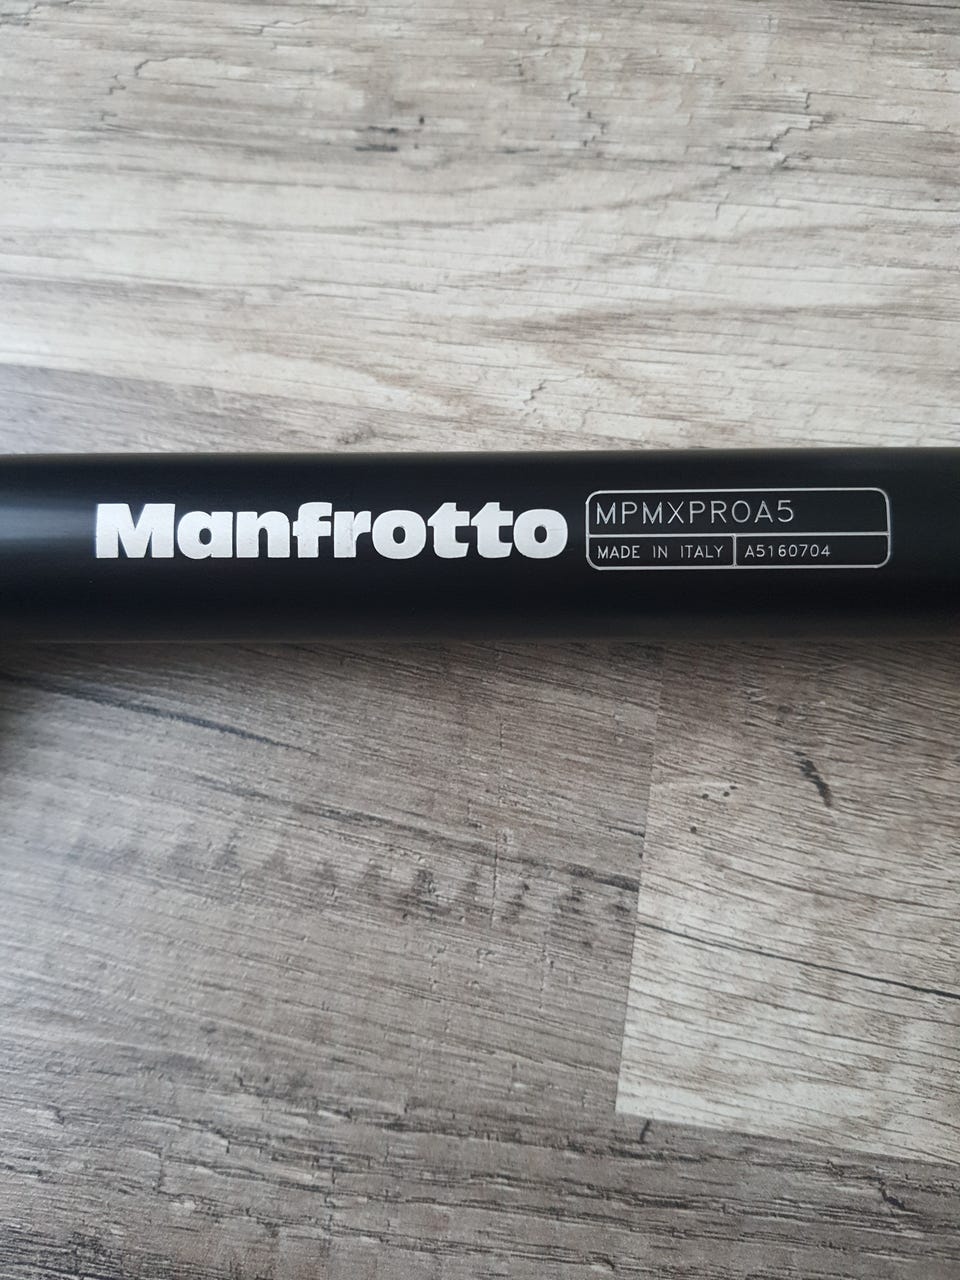 Manfrotto
MPMXPROA5
MADE IN ITALY
A5160704